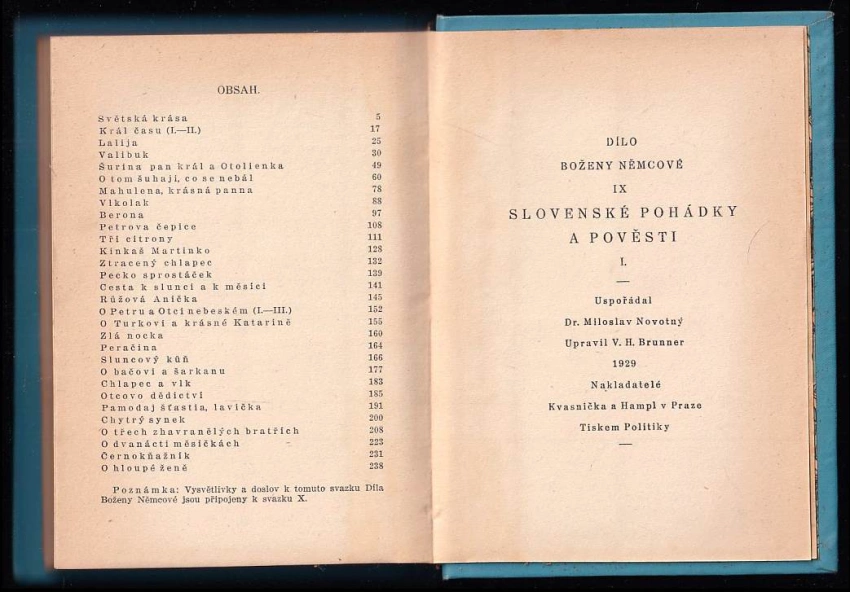 OBSAH.
Světská krása 5
Král času (I.—II.) 17
Lalija 25
Valibuk 30
Šurina pan král a Otolienka 49
O tom šuhaji, co se nebál 60
Mahulena, krásná panna 78
Vlkolak 88
Berona 97
Petrova čepice 108
Tři citrony 111
Kinkaš Martinko 128
Ztracený chlapec 132
Pecko sprostáček 139
Cesta k slunci a k měsíci 141
Růžová Anička 145
O Petru a Otci nebeském (I.—III.) 152
O Turkovi a krásné Katarině 155
Zlá nocka 160
Peračina 164
Sluncový kůň 166
O bačovi a šarkanu 177
Chlapec a vlk 183
Otcovo dědictví 185
Pamodaj šťastia, lavička 191
Chytrý synek 200
O třech zhavranělých bratřích 208
O dvanácti měsíčkách 223
Černokňažník 231
O hloupé ženě 238
Poznámka: Vysvětlivky a doslov k tomuto svazku Díla
Boženy Němcové jsou připojeny k svazku X.
DÍLO
BOŽENY NĚMCOVÉ
IX
SLOVENSKÉ POHÁDKY
A POVĚSTI
I.
Uspořádal
Dr. Miloslav Novotný
Upravil V. H. Brunner
1929
Nakladatelé
Kvasnička a Hampl v Praze
Tiskem Politiky